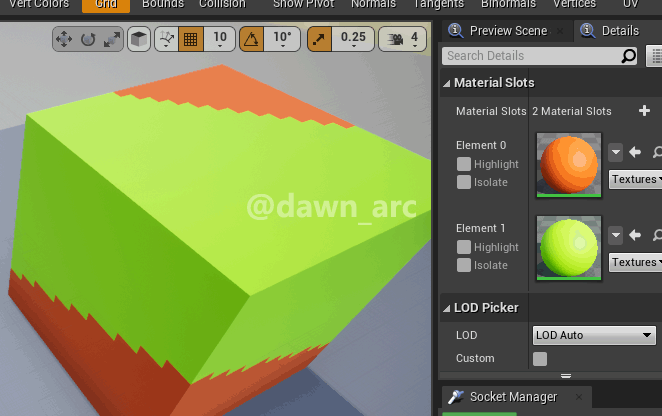 Vert Colors Grid Bounds Collision Show Pivot Normals Tangents Binormals Vertices UV
10 10° 0.25 4
Preview Scene Details
Search Details
Material Slots
Material Slots 2 Material Slots
Element 0
Highlight
Isolate
Textures
Element 1
Highlight
Isolate
Textures
@dawn_arc
LOD Picker
LOD LOD Auto
Custom
Socket Manager